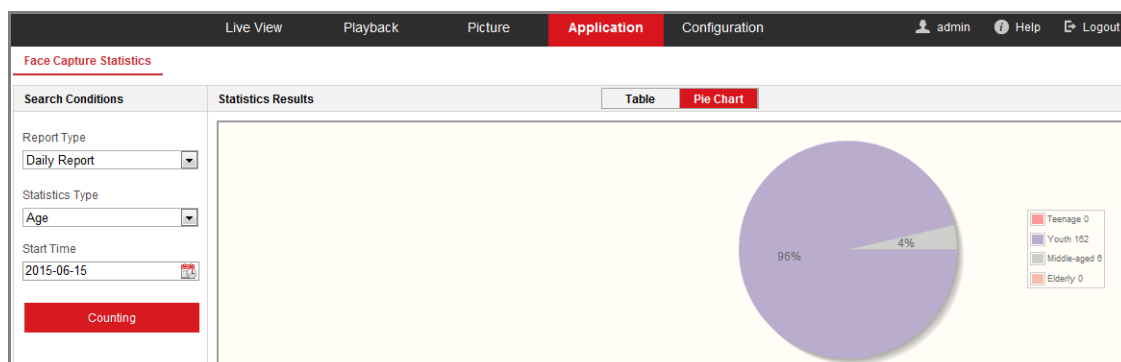 Live View Playback Picture Application Configuration admin Help Logout
Face Capture Statistics
Search Conditions
Statistics Results Table Pie Chart
Report Type
Daily Report
Statistics Type
Age
Start Time
2015-06-15
Counting
96%
4%
Teenage 0
Youth 162
Middle-aged 6
Elderly 0